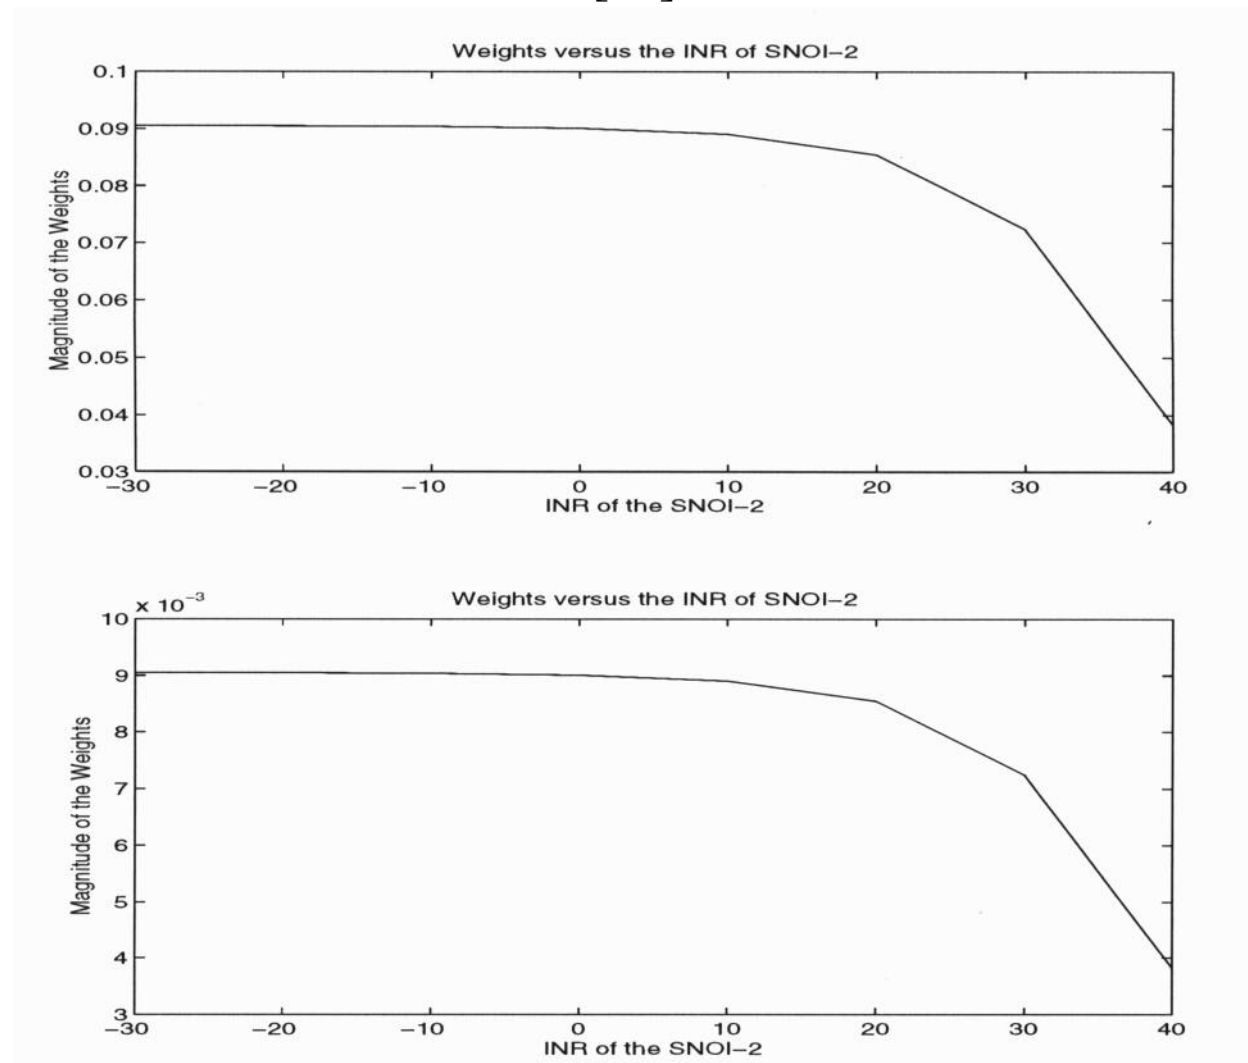 Weights versus the INR of SNOI−2
0.1
0.09
0.08
0.07
0.06
0.05
0.04
0.03
Magnitude of the Weights
−30 −20 −10 0 10 20 30 40
INR of the SNOI−2
Weights versus the INR of SNOI−2
x 10−3
10
9
8
7
6
5
4
3
Magnitude of the Weights
−30 −20 −10 0 10 20 30 40
INR of the SNOI−2